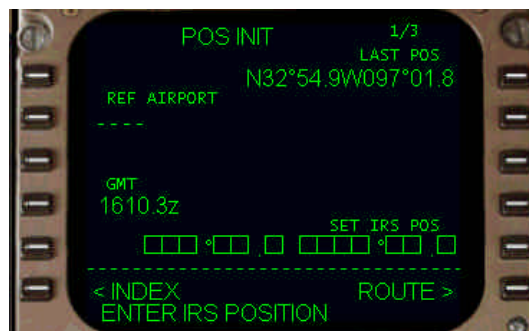 POS INIT 1/3
LAST POS
N32°54.9W097°01.8
REF AIRPORT
----
GMT
1610.3z
SET IRS POS
□□□°□□.□ □□□□°□□.□
<INDEX ROUTE>
ENTER IRS POSITION